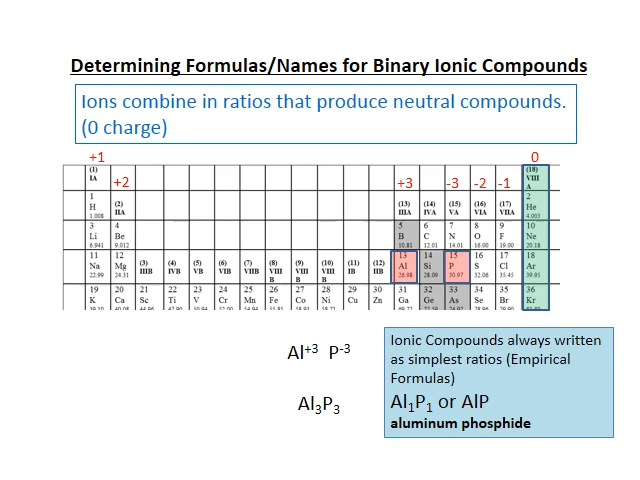 Determining Formulas/Names for Binary Ionic Compounds
Ions combine in ratios that produce neutral compounds.
(0 charge)
+1 0
+2 +3 -3 -2 -1
(1) (18)
IA VIII
A
1 2
H (2) (13) (14) (15) (16) (17) He
1.008 IIA IIIA IVA VA VIA VIIA 4.003
3 4 5 6 7 8 9 10
Li Be B C N O F Ne
6.941 9.012 10.81 12.01 14.01 16.00 19.00 20.18
11 12 13 14 15 16 17 18
Na Mg (3) (4) (5) (6) (7) (8) (9) (10) (11) (12) Al Si P S Cl Ar
22.99 24.31 IIIB IVB VB VIB VIIB VIII VIII VIII IB IIB 26.98 28.09 30.97 32.06 35.45 39.95
B B B
19 20 21 22 23 24 25 26 27 28 29 30 31 32 33 34 35 36
K Ca Sc Ti V Cr Mn Fe Co Ni Cu Zn Ga Ge As Se Br Kr
Al+3 P-3
Al3P3
Ionic Compounds always written
as simplest ratios (Empirical
Formulas)
Al1P1 or AlP
aluminum phosphide